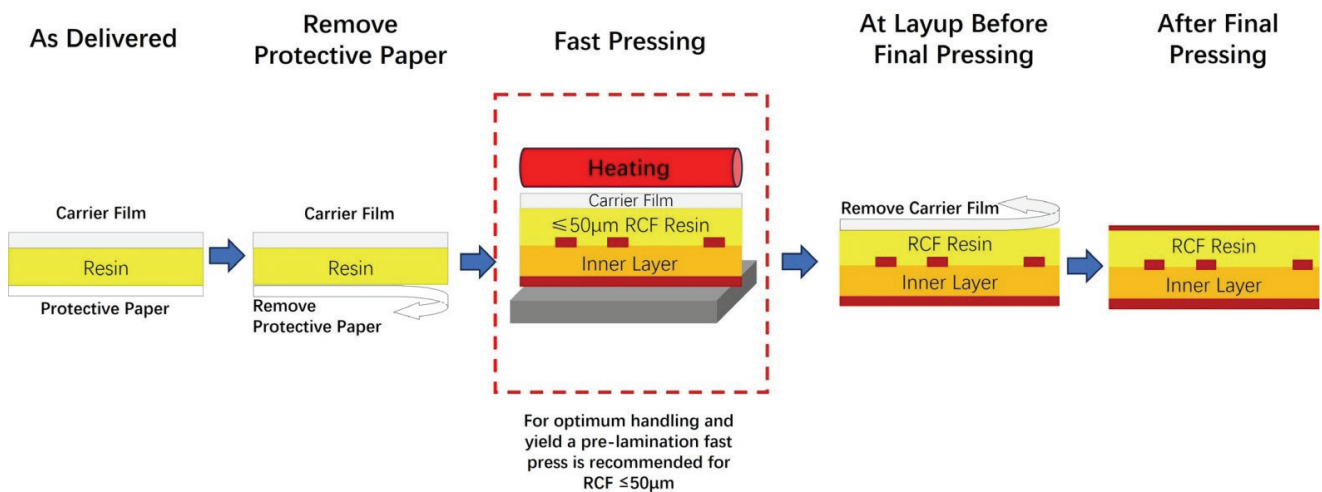 As Delivered
Remove
Protective Paper
Fast Pressing
At Layup Before
Final Pressing
After Final
Pressing
Carrier Film
Resin
Protective Paper
Carrier Film
Resin
Remove
Protective Paper
Heating
Carrier Film
≤50μm RCF Resin
Inner Layer
For optimum handling and
yield a pre-lamination fast
press is recommended for
RCF ≤50μm
Remove Carrier Film
RCF Resin
Inner Layer
RCF Resin
Inner Layer